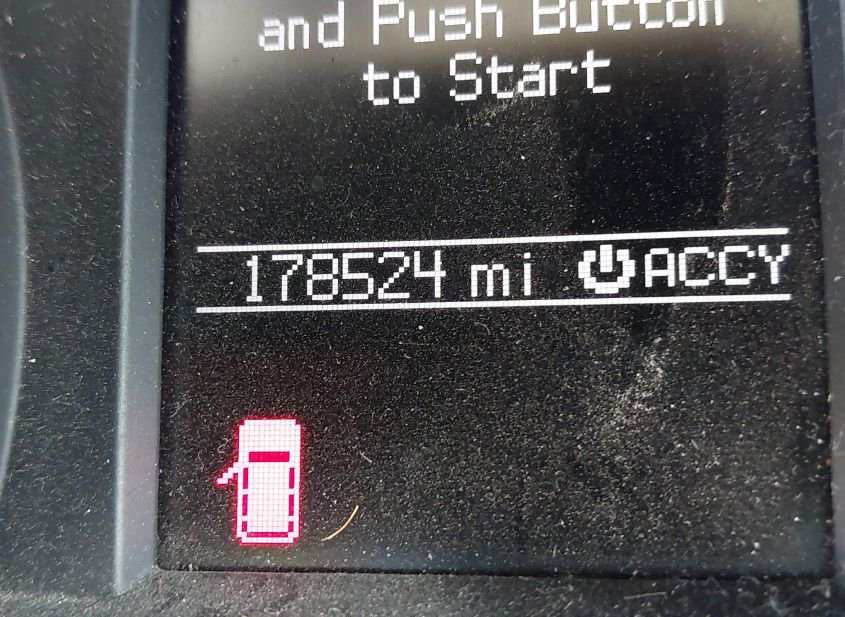 and Push Button
to Start
178524 mi ACCY